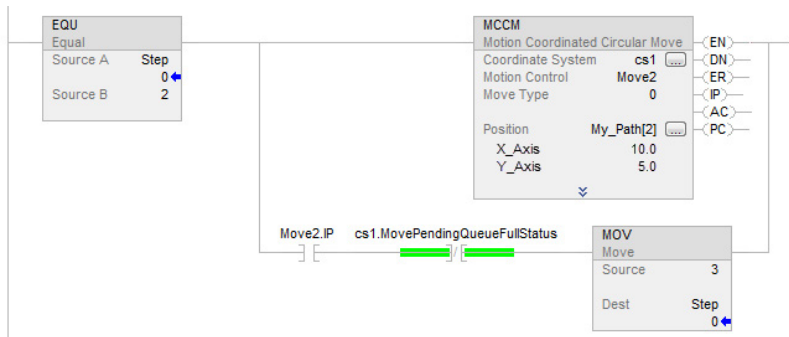 EQU
Equal
Source A Step
0
Source B 2
MCCM
Motion Coordinated Circular Move
Coordinate System cs1 ...
Motion Control Move2
Move Type 0
Position My_Path[2] ...
X_Axis 10.0
Y_Axis 5.0
EN
DN
ER
IP
AC
PC
Move2.IP cs1.MovePendingQueueFullStatus
MOV
Move
Source 3
Dest Step
0